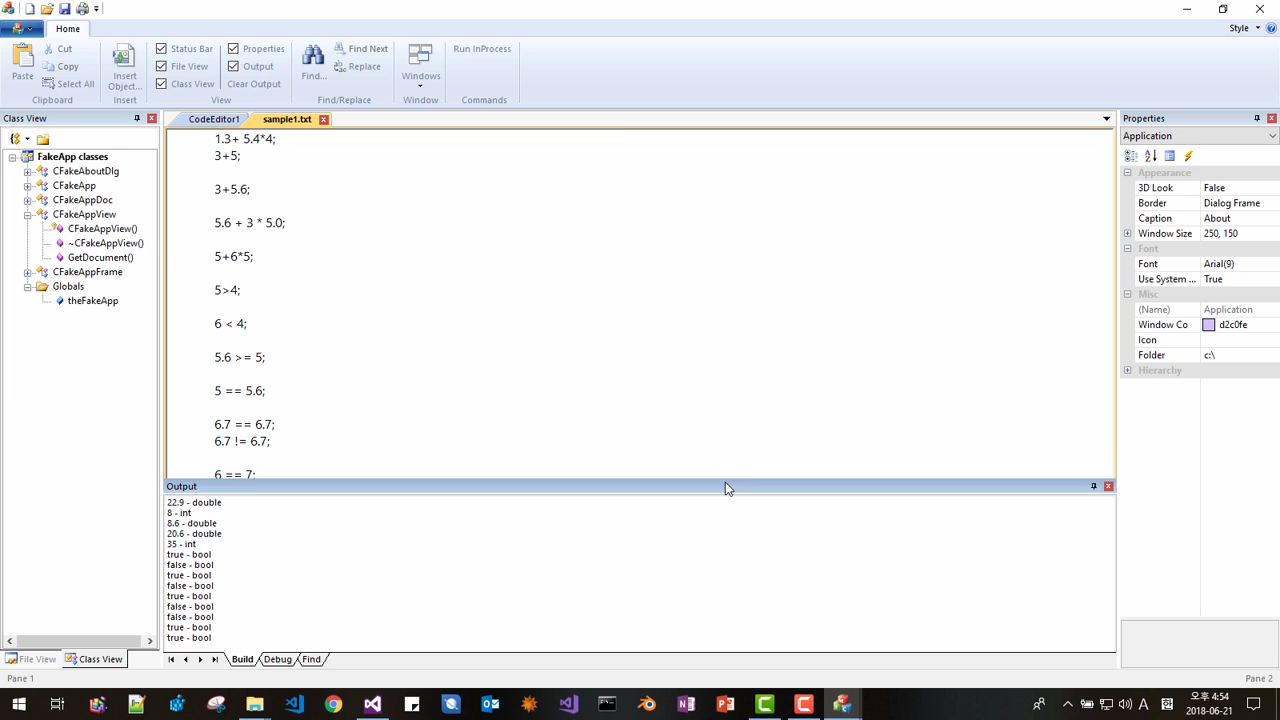 Home
Style
Paste
Cut
Copy
Select All
Clipboard
Insert Object...
Insert
Status Bar
File View
Class View
Properties
Output
Clear Output
View
Find...
Find Next
Replace
Find/Replace
Windows
Window
Run InProcess
Commands
Class View
FakeApp classes
CFakeAboutDlg
CFakeApp
CFakeAppDoc
CFakeAppView
CFakeAppView()
~CFakeAppView()
GetDocument()
CFakeAppFrame
Globals
theFakeApp
File View
Class View
CodeEditor1
sample1.txt
1.3+ 5.4*4;
3+5;
3+5.6;
5.6 + 3 * 5.0;
5+6*5;
5>4;
6 < 4;
5.6 >= 5;
5 == 5.6;
6.7 == 6.7;
6.7 != 6.7;
6 == 7;
Output
22.9 - double
8 - int
8.6 - double
20.6 - double
35 - int
true - bool
false - bool
true - bool
false - bool
true - bool
false - bool
false - bool
true - bool
true - bool
Build
Debug
Find
Properties
Application
Appearance
3D Look False
Border Dialog Frame
Caption About
Window Size 250, 150
Font
Font Arial(9)
Use System ... True
Misc
(Name) Application
Window Co d2c0fe
Icon
Folder c:\
Hierarchy
Pane 1
Pane 2
A
오후 4:54
2018-06-21